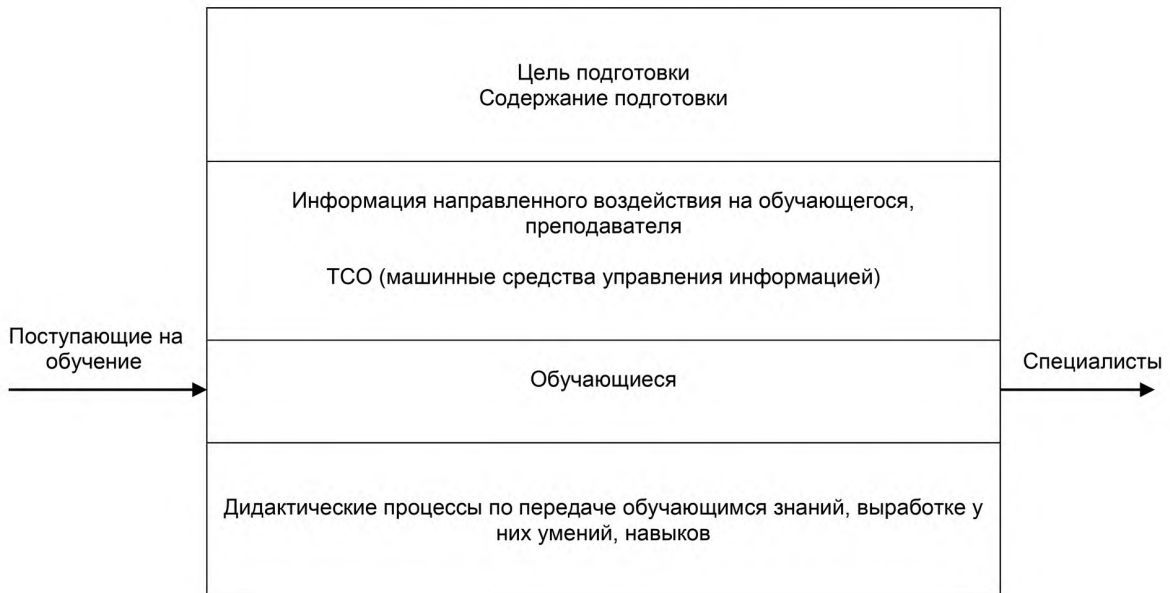 Цель подготовки
Содержание подготовки
Информация направленного воздействия на обучающегося,
преподавателя
ТСО (машинные средства управления информацией)
Поступающие на
обучение
Обучающиеся
Специалисты
Дидактические процессы по передаче обучающимся знаний, выработке у
них умений, навыков